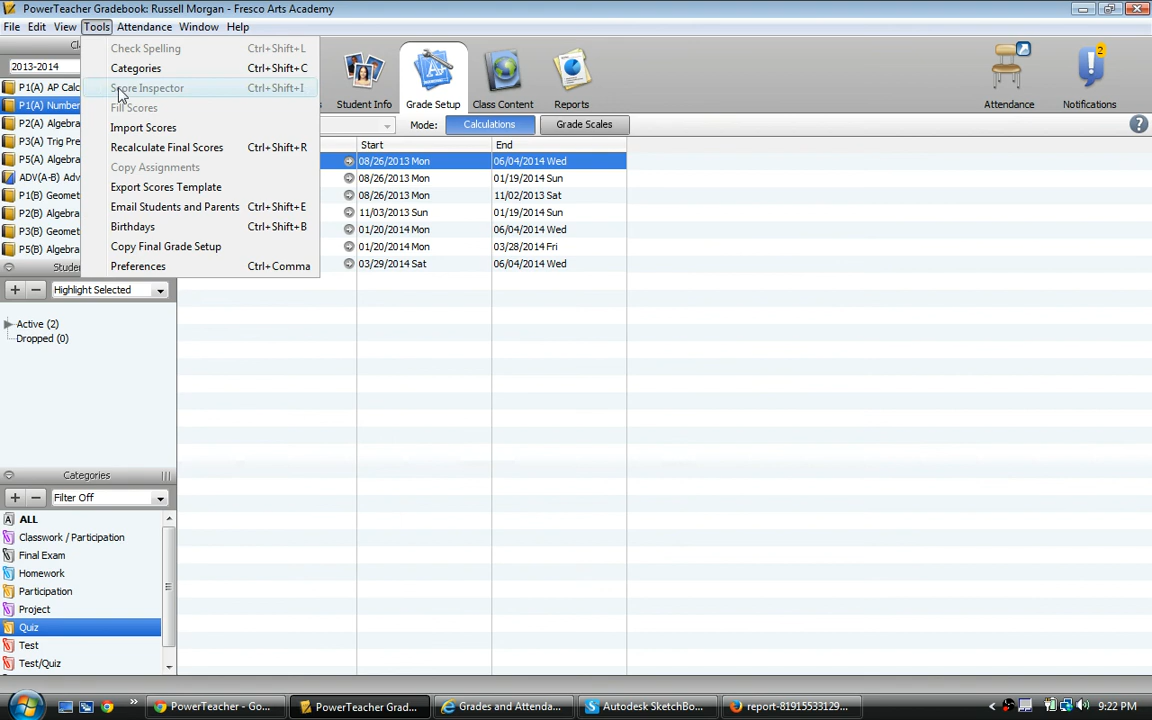 PowerTeacher Gradebook: Russell Morgan - Fresco Arts Academy
File Edit View Tools Attendance Window Help
Check Spelling Ctrl+Shift+L
Categories Ctrl+Shift+C
Score Inspector Ctrl+Shift+I
Fill Scores
Import Scores
Recalculate Final Scores Ctrl+Shift+R
Copy Assignments
Export Scores Template
Email Students and Parents Ctrl+Shift+E
Birthdays Ctrl+Shift+B
Copy Final Grade Setup
Preferences Ctrl+Comma
2013-2014
P1(A) AP Calc
P1(A) Number
P2(A) Algebra
P3(A) Trig Pre
P5(A) Algebra
ADV(A-B) Adv
P1(B) Geomet
P2(B) Algebra
P3(B) Geomet
P5(B) Algebra
Stude
Highlight Selected
Active (2)
Dropped (0)
Categories
Filter Off
ALL
Classwork / Participation
Final Exam
Homework
Participation
Project
Quiz
Test
Test/Quiz
Student Info Grade Setup Class Content Reports Attendance 2 Notifications
Mode: Calculations Grade Scales ?
Start End
08/26/2013 Mon 06/04/2014 Wed
08/26/2013 Mon 01/19/2014 Sun
08/26/2013 Mon 11/02/2013 Sat
11/03/2013 Sun 01/19/2014 Sun
01/20/2014 Mon 06/04/2014 Wed
01/20/2014 Mon 03/28/2014 Fri
03/29/2014 Sat 06/04/2014 Wed
PowerTeacher - Go... PowerTeacher Grad... Grades and Attenda... Autodesk SketchBo... report-81915533129... 9:22 PM